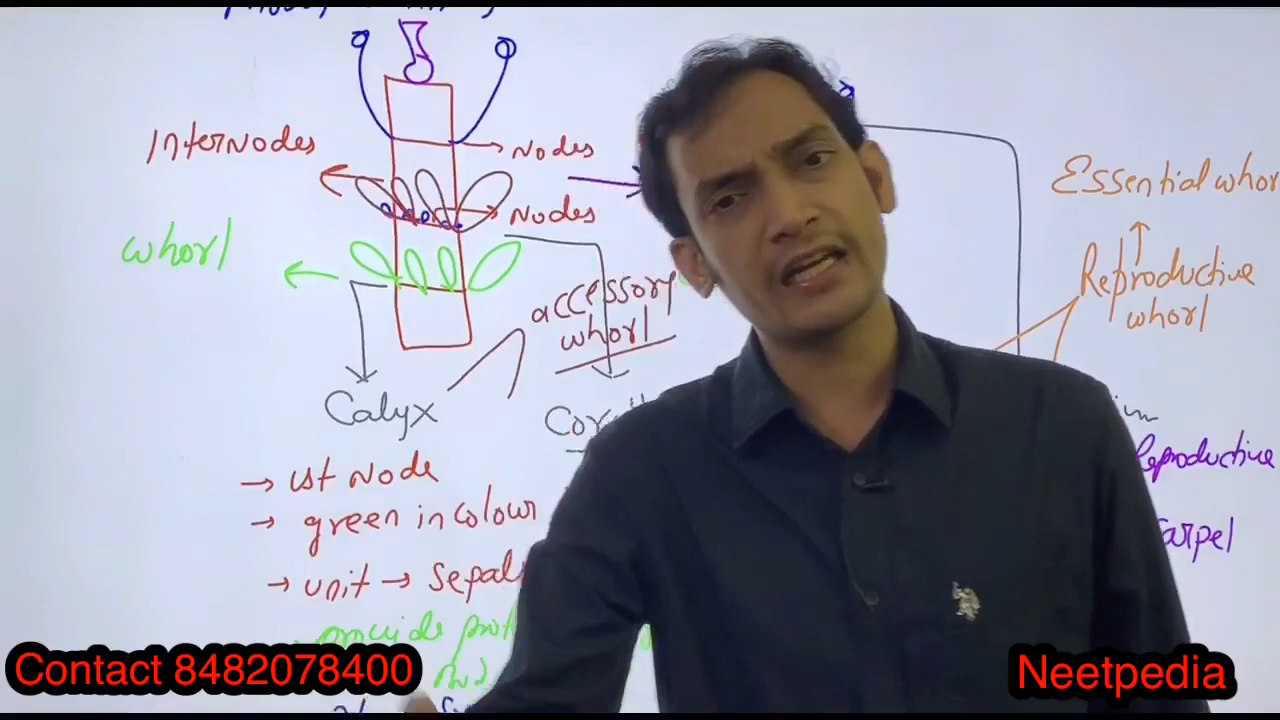 Internodes
Nodes
Nodes
whorl
accessory
whorl
Essential whorl
Reproductive
whorl
Calyx
→ 1st Node
→ green in colour
→ unit → sepals
Reproductive
carpel
Contact 8482078400
Neetpedia